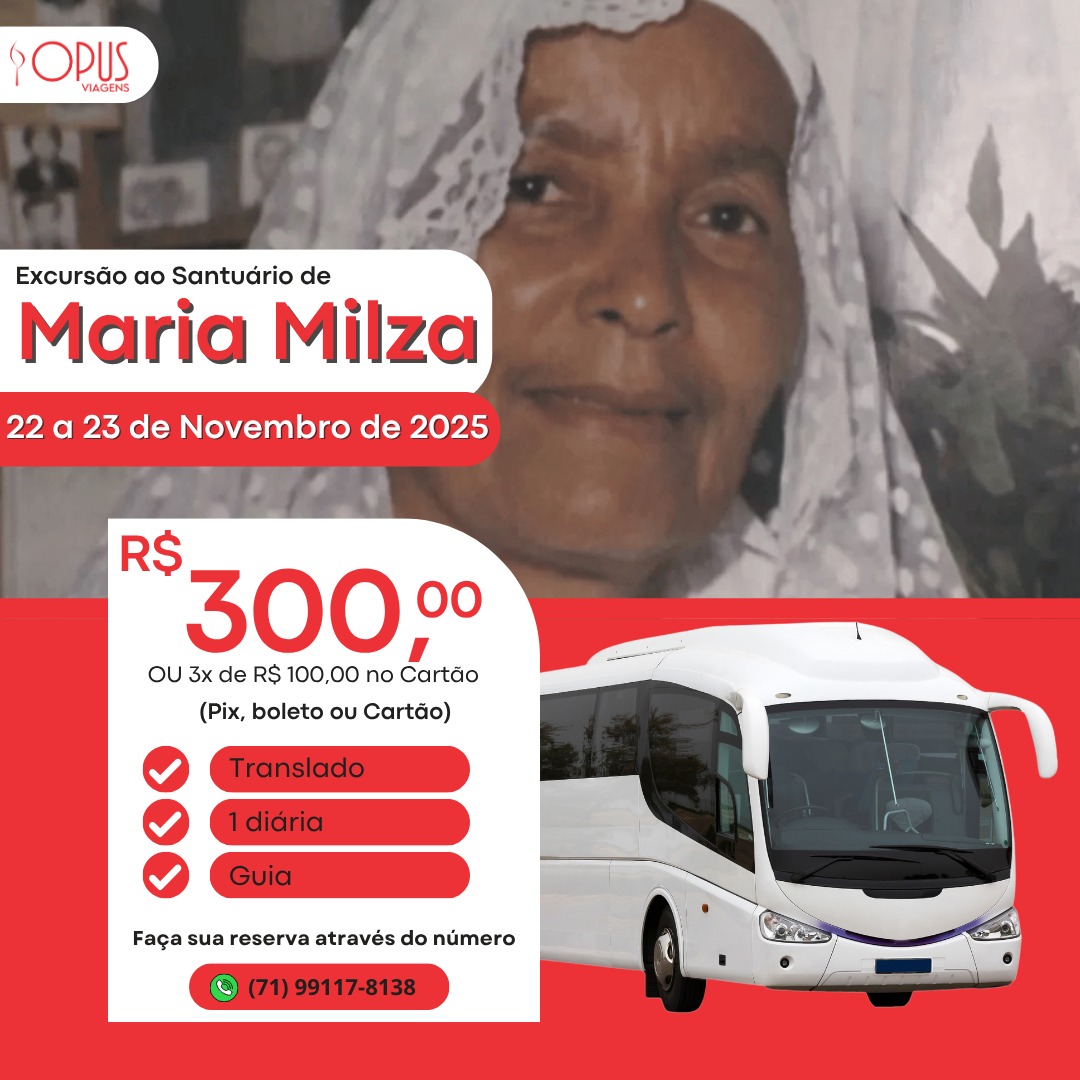 OPUS
VIAGENS
Excursão ao Santuário de
Maria Milza
22 a 23 de Novembro de 2025
R$ 300,00
OU 3x de R$ 100,00 no Cartão
(Pix, boleto ou Cartão)
Translado
1 diária
Guia
Faça sua reserva através do número
(71) 99117-8138